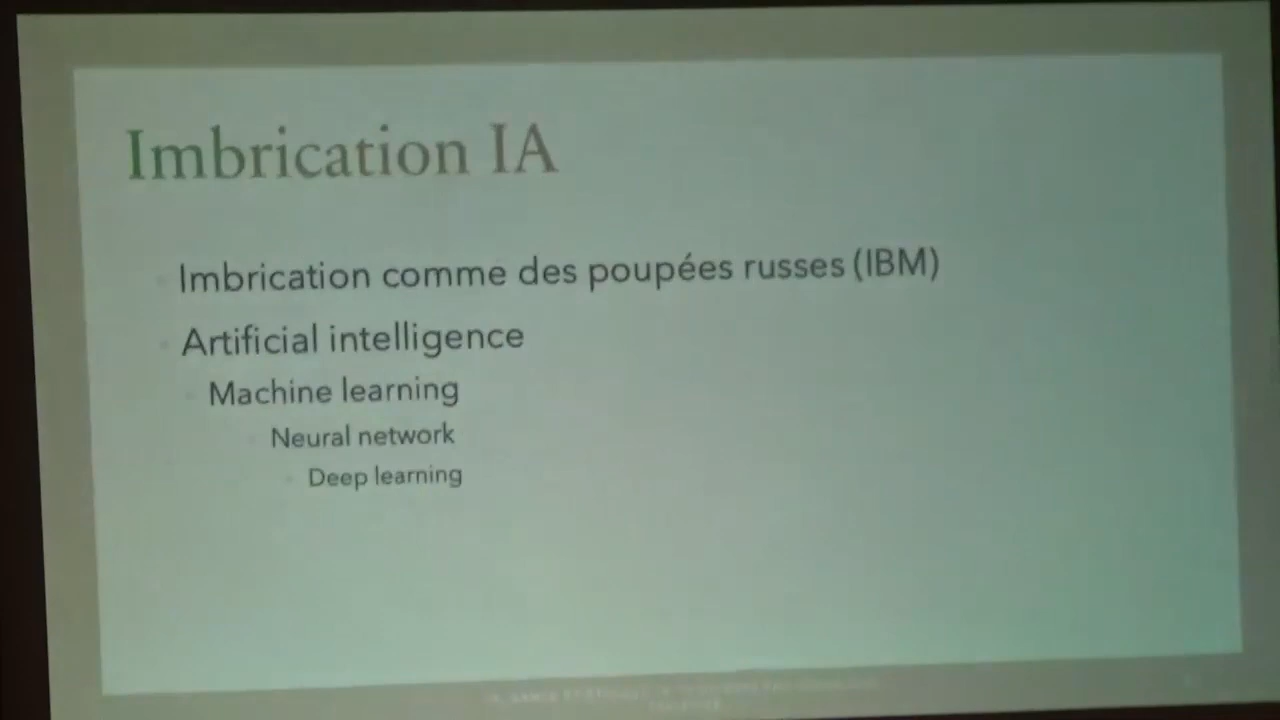 Imbrication IA
Imbrication comme des poupées russes (IBM)
Artificial intelligence
Machine learning
Neural network
Deep learning